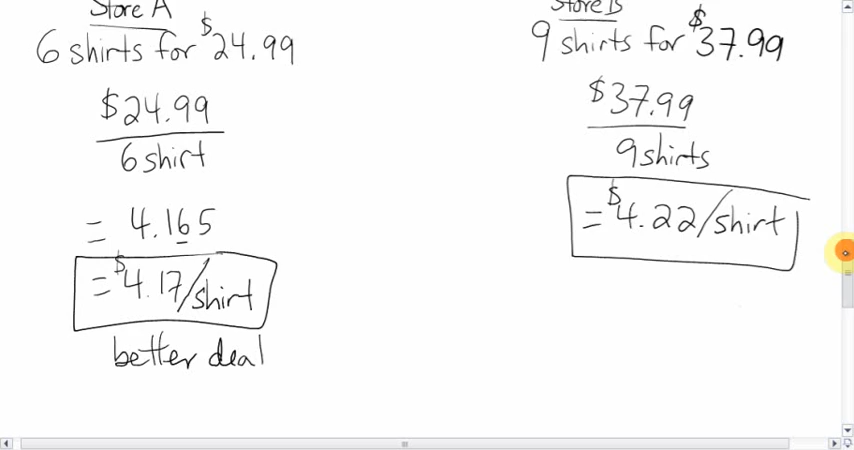 Store A
6 shirts for $24.99
$24.99
6 shirt
= 4.165
= $4.17/shirt
better deal
Store B
9 shirts for $37.99
$37.99
9 shirts
= $4.22/shirt